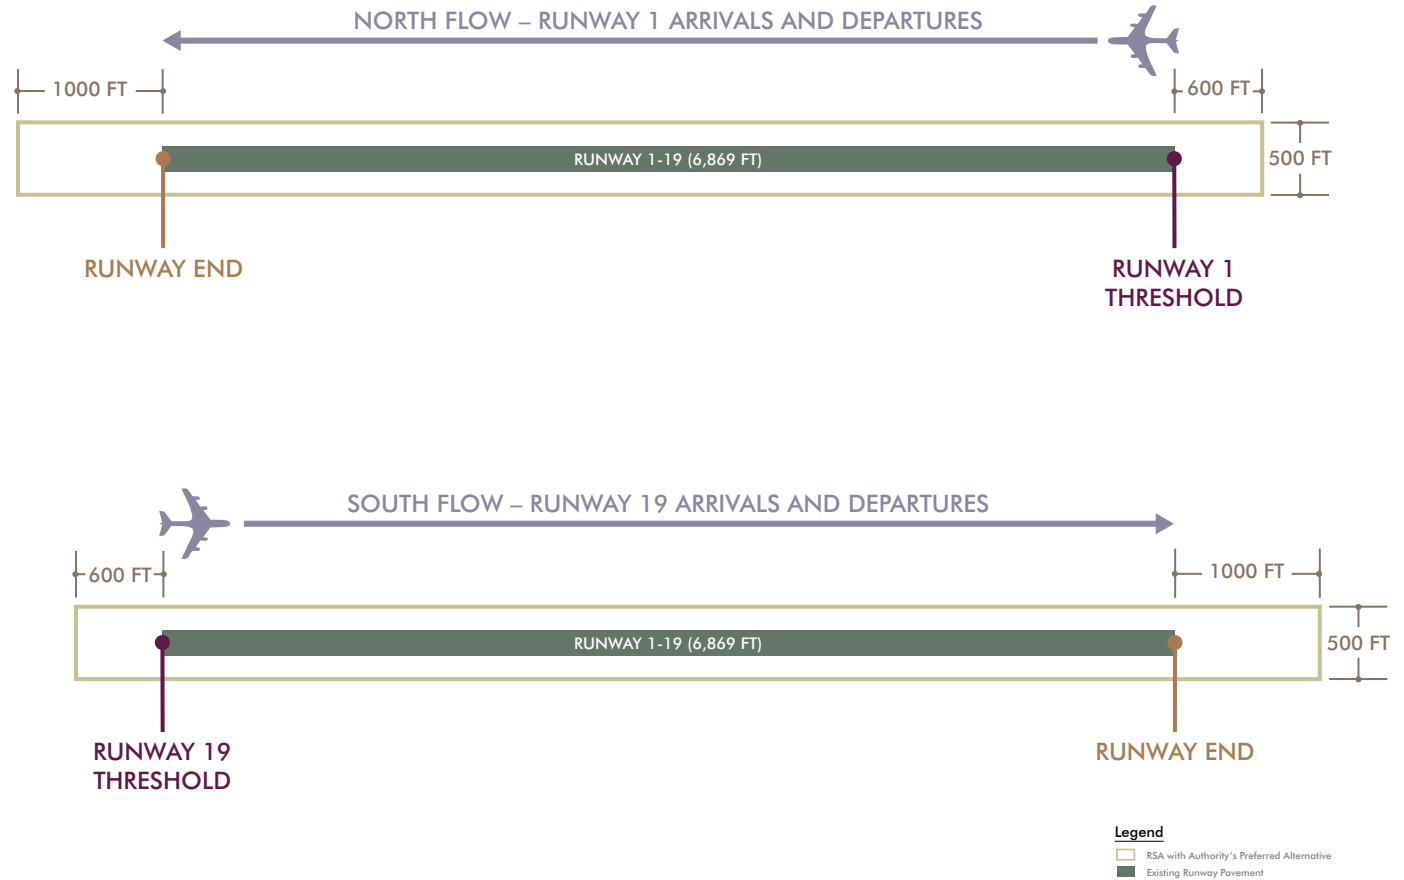 NORTH FLOW – RUNWAY 1 ARRIVALS AND DEPARTURES
1000 FT
600 FT
RUNWAY 1-19 (6,869 FT)
500 FT
RUNWAY END
RUNWAY 1
THRESHOLD
SOUTH FLOW – RUNWAY 19 ARRIVALS AND DEPARTURES
600 FT
1000 FT
RUNWAY 1-19 (6,869 FT)
500 FT
RUNWAY 19
THRESHOLD
RUNWAY END
Legend
RSA with Authority's Preferred Alternative
Existing Runway Pavement